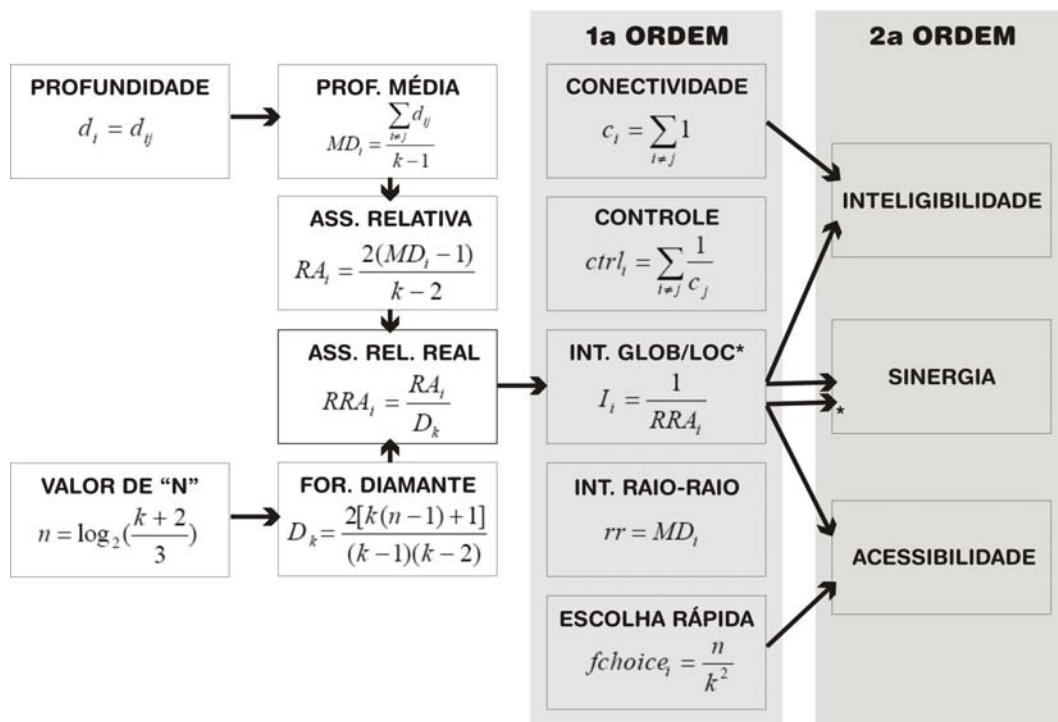 1a ORDEM
2a ORDEM
PROFUNDIDADE
d_i = d_ij
PROF. MÉDIA
MD_i = ∑_{i≠j} d_ij / k−1
ASS. RELATIVA
RA_i = 2(MD_i −1) / k−2
ASS. REL. REAL
RRA_i = RA_i / D_k
VALOR DE “N”
n = log_2(k+2 / 3)
FOR. DIAMANTE
D_k = 2[k(n−1)+1] / (k−1)(k−2)
CONECTIVIDADE
c_i = ∑_{i≠j} 1
CONTROLE
ctrl_i = ∑_{i≠j} 1 / c_j
INT. GLOB/LOC*
I_i = 1 / RRA_i
INT. RAIO-RAIO
rr = MD_i
ESCOLHA RÁPIDA
fchoice_i = n / k^2
INTELIGIBILIDADE
SINERGIA
*
ACESSIBILIDADE